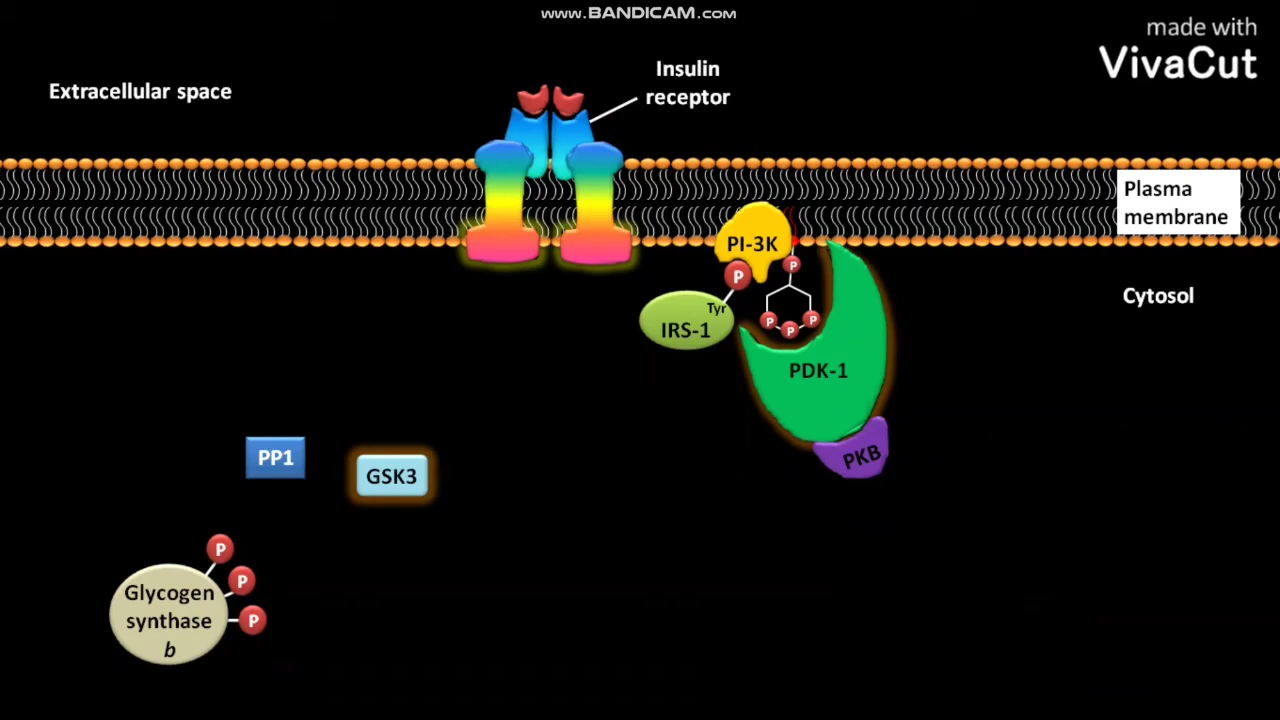 www.BANDICAM.com
made with
VivaCut
Extracellular space
Insulin
receptor
Plasma
membrane
PI-3K
P
P
Cytosol
Tyr
IRS-1
P
P
P
PDK-1
PKB
PP1
GSK3
P
Glycogen
synthase
b
P
P